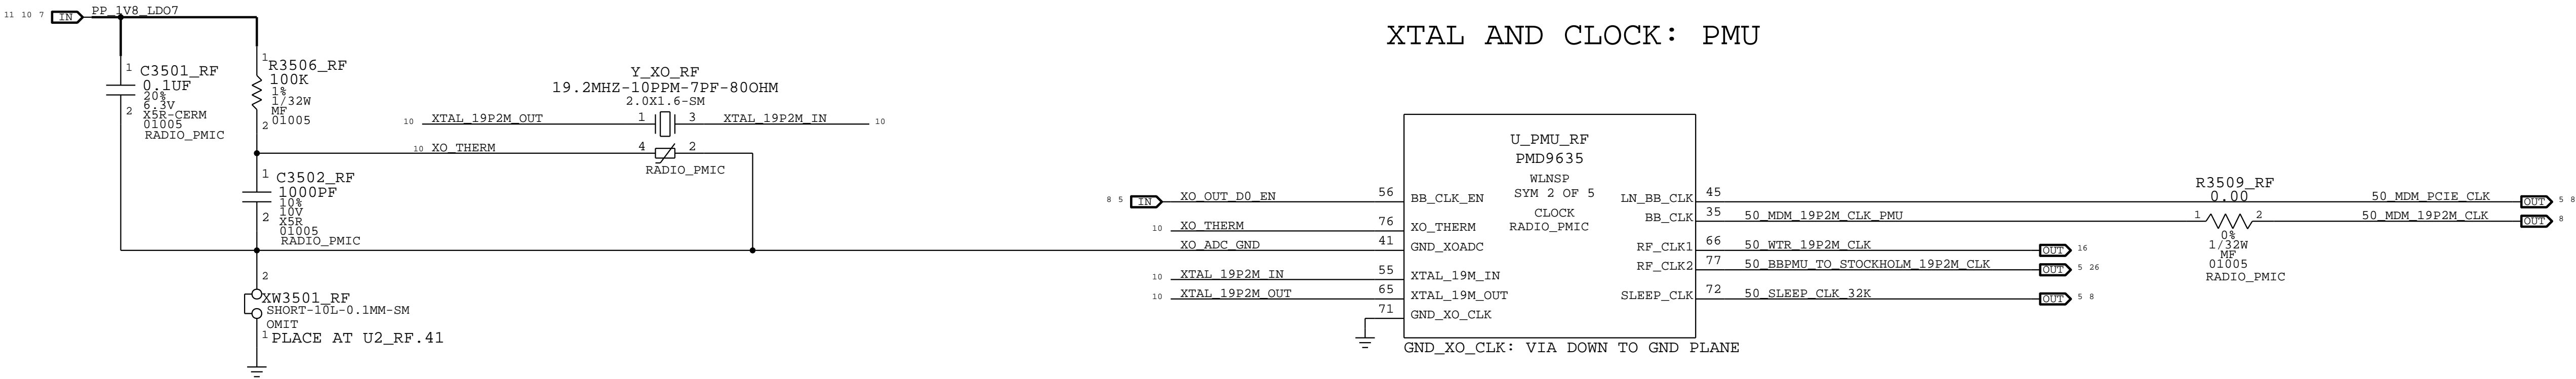 XTAL AND CLOCK: PMU
11 10 7 IN PP_1V8_LDO7
1
C3501_RF
0.1UF
20%
6.3V
2 X5R-CERM
01005
RADIO_PMIC
1
R3506_RF
100K
1%
1/32W
MF
2 01005
Y_XO_RF
19.2MHZ-10PPM-7PF-80OHM
2.0X1.6-SM
10 XTAL_19P2M_OUT 1 3 XTAL_19P2M_IN 10
10 XO_THERM 4 2
RADIO_PMIC
1
C3502_RF
1000PF
10%
10V
2 X5R
01005
RADIO_PMIC
2
XW3501_RF
SHORT-10L-0.1MM-SM
OMIT
1 PLACE AT U2_RF.41
U_PMU_RF
PMD9635
WLNSP
SYM 2 OF 5
CLOCK
RADIO_PMIC
8 5 IN XO_OUT_D0_EN 56 BB_CLK_EN
10 XO_THERM 76 XO_THERM
XO_ADC_GND 41 GND_XOADC
10 XTAL_19P2M_IN 55 XTAL_19M_IN
10 XTAL_19P2M_OUT 65 XTAL_19M_OUT
71 GND_XO_CLK
LN_BB_CLK 45 50_MDM_PCIE_CLK OUT 5 8
BB_CLK 35 50_MDM_19P2M_CLK_PMU 1 2 50_MDM_19P2M_CLK OUT 8
RF_CLK1 66 50_WTR_19P2M_CLK OUT 16
RF_CLK2 77 50_BBPMU_TO_STOCKHOLM_19P2M_CLK OUT 5 26
SLEEP_CLK 72 50_SLEEP_CLK_32K OUT 5 8
R3509_RF
0.00
0%
1/32W
MF
01005
RADIO_PMIC
GND_XO_CLK: VIA DOWN TO GND PLANE